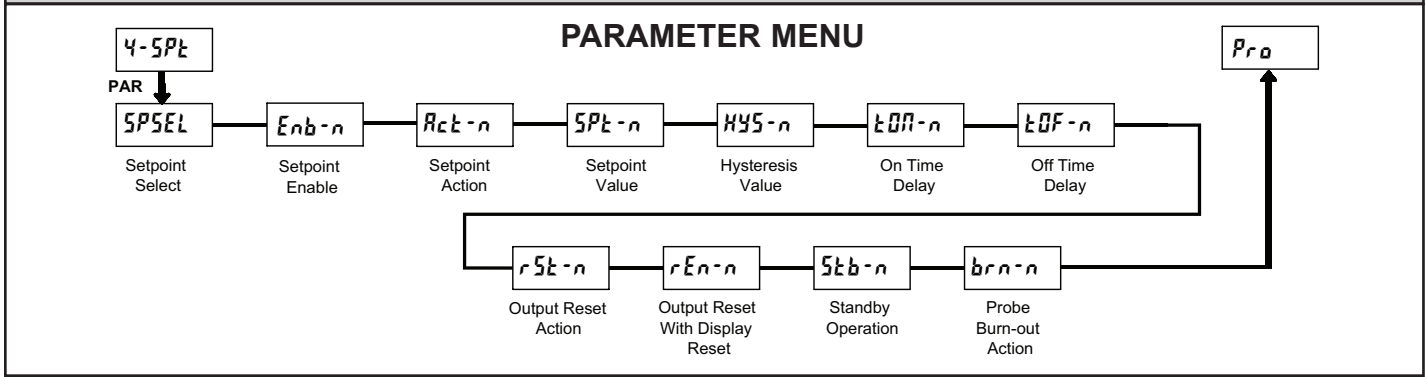 PARAMETER MENU
4-SPt
Pro
PAR
SPSEL
Enb-n
Act-n
SPt-n
HYS-n
tON-n
tOF-n
Setpoint
Select
Setpoint
Enable
Setpoint
Action
Setpoint
Value
Hysteresis
Value
On Time
Delay
Off Time
Delay
rSt-n
rEn-n
Stb-n
brn-n
Output Reset
Action
Output Reset
With Display
Reset
Standby
Operation
Probe
Burn-out
Action